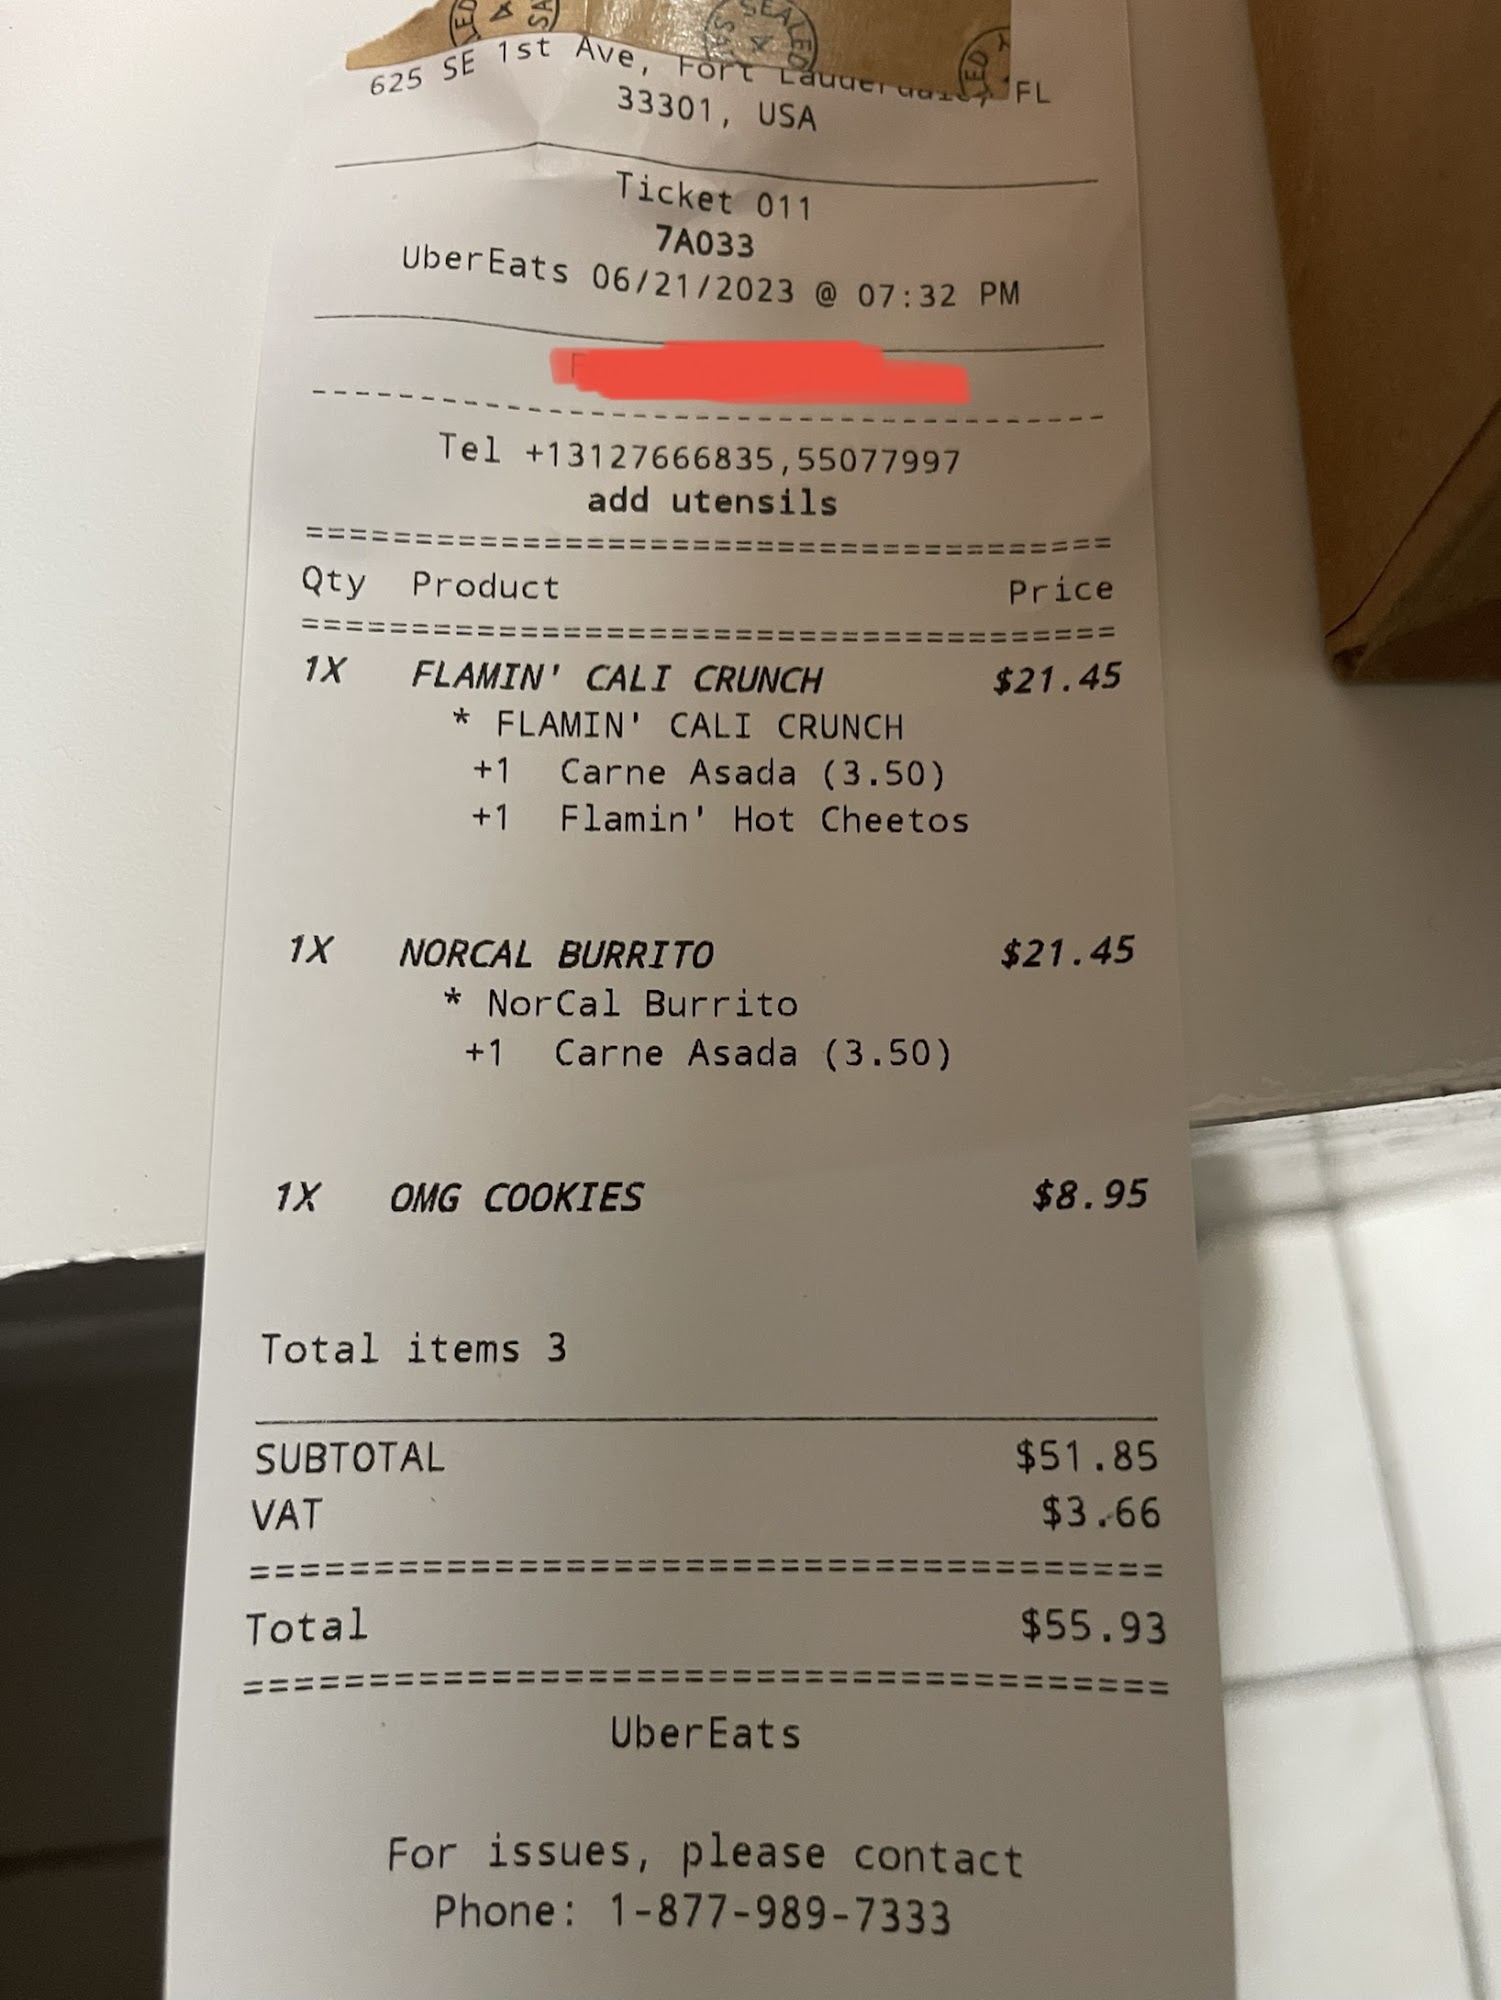 SEALED
625 SE 1st Ave, Fort Lauderdale, FL
33301, USA
Ticket 011
7A033
UberEats 06/21/2023 @ 07:32 PM
Tel +13127666835,55077997
add utensils
=====================================
Qty Product Price
=====================================
1X FLAMIN' CALI CRUNCH $21.45
* FLAMIN' CALI CRUNCH
+1 Carne Asada (3.50)
+1 Flamin' Hot Cheetos
1X NORCAL BURRITO $21.45
* NorCal Burrito
+1 Carne Asada (3.50)
1X OMG COOKIES $8.95
Total items 3
SUBTOTAL $51.85
VAT $3.66
=====================================
Total $55.93
=====================================
UberEats
For issues, please contact
Phone: 1-877-989-7333